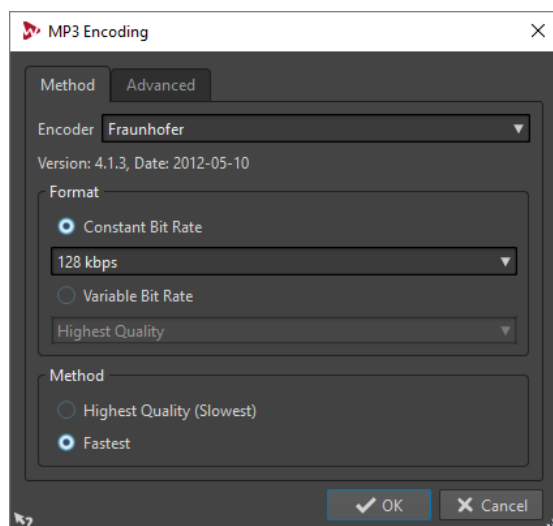 MP3 Encoding
Method Advanced
Encoder Fraunhofer
Version: 4.1.3, Date: 2012-05-10
Format
Constant Bit Rate
128 kbps
Variable Bit Rate
Highest Quality
Method
Highest Quality (Slowest)
Fastest
OK Cancel